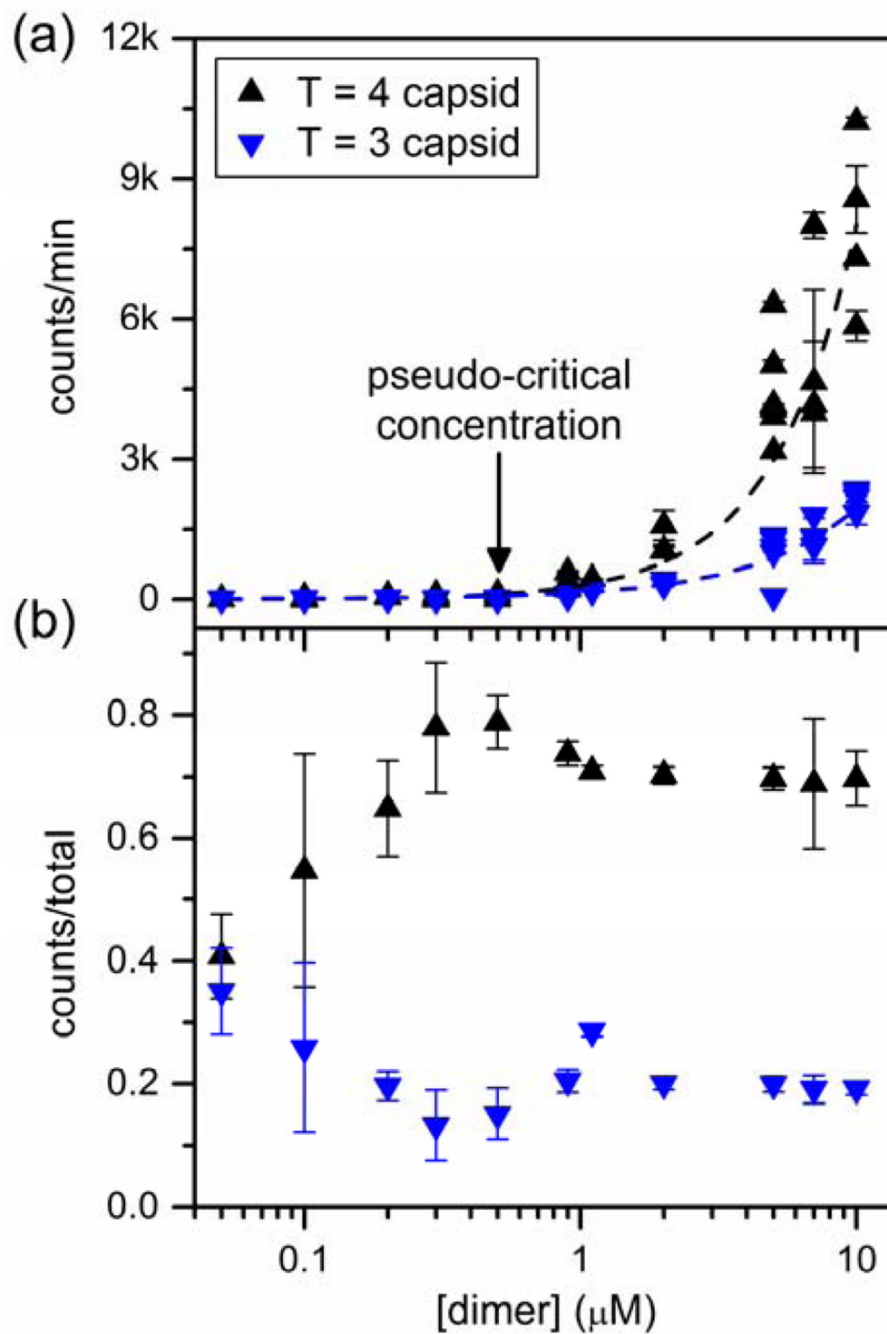 (a)
12k
9k
6k
3k
0
counts/min
T = 4 capsid
T = 3 capsid
pseudo-critical
concentration
(b)
0.8
0.6
0.4
0.2
0.0
counts/total
0.1
1
10
[dimer] (μM)